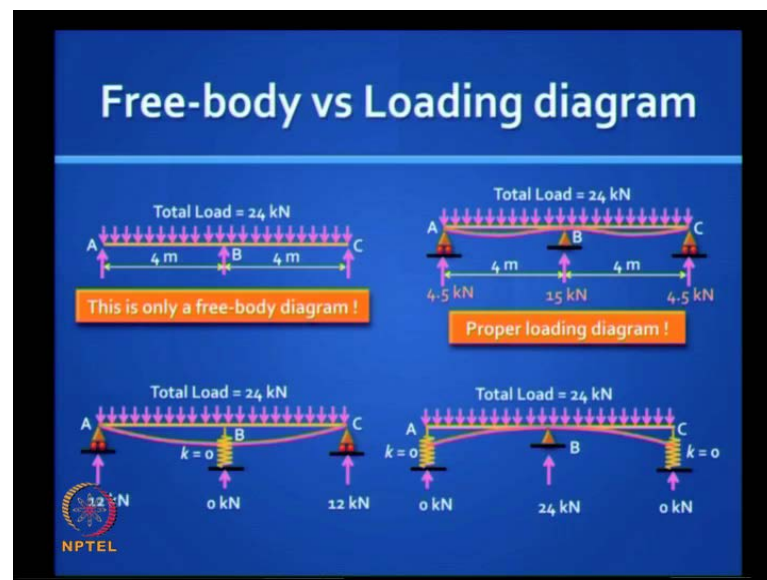 Free-body vs Loading diagram
Total Load = 24 kN
A B C
4 m 4 m
This is only a free-body diagram !
Total Load = 24 kN
A B C
4 m 4 m
4.5 kN 15 kN 4.5 kN
Proper loading diagram !
Total Load = 24 kN
A B C
k = 0
12 kN 0 kN 12 kN
Total Load = 24 kN
A B C
k = 0 k = 0
0 kN 24 kN 0 kN
NPTEL